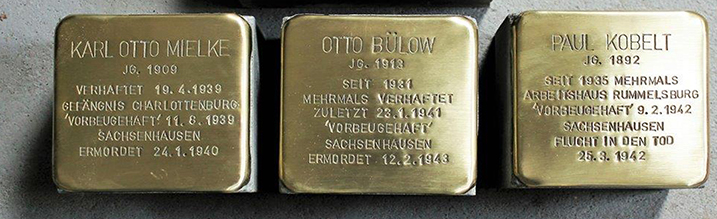 KARL OTTO MIELKE
JG. 1909
VERHAFTET 19.4.1939
GEFÄNGNIS CHARLOTTENBURG
'VORBEUGEHAFT' 11.8.1939
SACHSENHAUSEN
ERMORDET 24.1.1940
OTTO BÜLOW
JG. 1913
SEIT 1931
MEHRMALS VERHAFTET
ZULETZT 23.1.1941
'VORBEUGEHAFT'
SACHSENHAUSEN
ERMORDET 12.2.1943
PAUL KOBELT
JG. 1892
SEIT 1935 MEHRMALS
ARBEITSHAUS RUMMELSBURG
'VORBEUGEHAFT' 9.2.1942
SACHSENHAUSEN
FLUCHT IN DEN TOD
25.3.1942